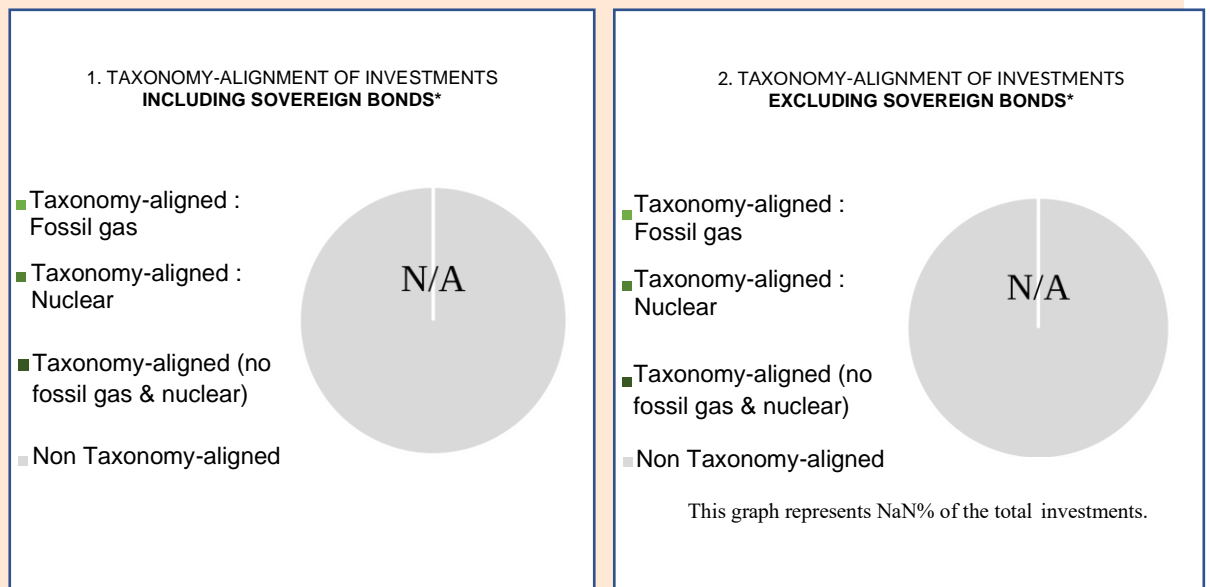 1. TAXONOMY-ALIGNMENT OF INVESTMENTS
INCLUDING SOVEREIGN BONDS*
Taxonomy-aligned :
Fossil gas
Taxonomy-aligned :
Nuclear
Taxonomy-aligned (no
fossil gas & nuclear)
Non Taxonomy-aligned
N/A
2. TAXONOMY-ALIGNMENT OF INVESTMENTS
EXCLUDING SOVEREIGN BONDS*
Taxonomy-aligned :
Fossil gas
Taxonomy-aligned :
Nuclear
Taxonomy-aligned (no
fossil gas & nuclear)
Non Taxonomy-aligned
N/A
This graph represents NaN% of the total investments.